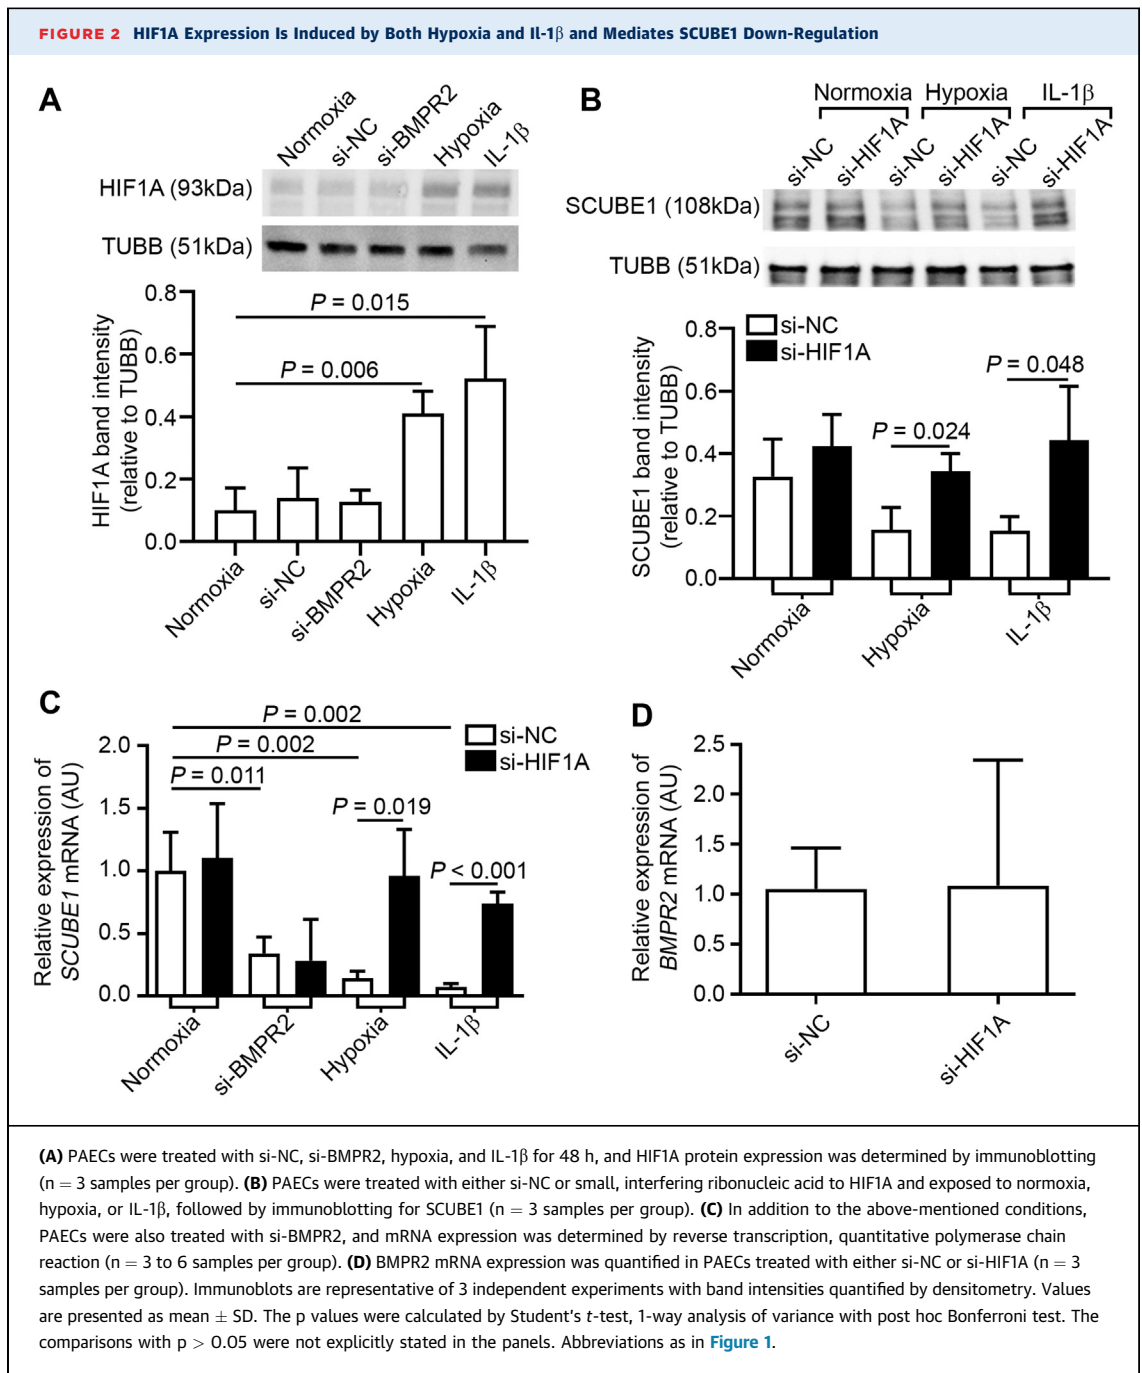 FIGURE 2 HIF1A Expression Is Induced by Both Hypoxia and Il-1β and Mediates SCUBE1 Down-Regulation
A
Normoxia
si-NC
si-BMPR2
Hypoxia
IL-1β
HIF1A (93kDa)
TUBB (51kDa)
HIF1A band intensity
(relative to TUBB)
0.8
0.6
0.4
0.2
0.0
P = 0.015
P = 0.006
Normoxia
si-NC
si-BMPR2
Hypoxia
IL-1β
B
Normoxia Hypoxia IL-1β
si-NC
si-HIF1A
si-NC
si-HIF1A
si-NC
si-HIF1A
SCUBE1 (108kDa)
TUBB (51kDa)
SCUBE1 band intensity
(relative to TUBB)
0.8
0.6
0.4
0.2
0.0
si-NC
si-HIF1A
P = 0.048
P = 0.024
Normoxia
Hypoxia
IL-1β
C
Relative expression of
SCUBE1 mRNA (AU)
2.0
1.5
1.0
0.5
0.0
P = 0.002
P = 0.002
P = 0.011
P = 0.019
P < 0.001
si-NC
si-HIF1A
Normoxia
si-BMPR2
Hypoxia
IL-1β
D
Relative expression of
BMPR2 mRNA (AU)
2.5
2.0
1.5
1.0
0.5
0.0
si-NC
si-HIF1A
(A) PAECs were treated with si-NC, si-BMPR2, hypoxia, and IL-1β for 48 h, and HIF1A protein expression was determined by immunoblotting
(n = 3 samples per group). (B) PAECs were treated with either si-NC or small, interfering ribonucleic acid to HIF1A and exposed to normoxia,
hypoxia, or IL-1β, followed by immunoblotting for SCUBE1 (n = 3 samples per group). (C) In addition to the above-mentioned conditions,
PAECs were also treated with si-BMPR2, and mRNA expression was determined by reverse transcription, quantitative polymerase chain
reaction (n = 3 to 6 samples per group). (D) BMPR2 mRNA expression was quantified in PAECs treated with either si-NC or si-HIF1A (n = 3
samples per group). Immunoblots are representative of 3 independent experiments with band intensities quantified by densitometry. Values
are presented as mean ± SD. The p values were calculated by Student's t-test, 1-way analysis of variance with post hoc Bonferroni test. The
comparisons with p > 0.05 were not explicitly stated in the panels. Abbreviations as in Figure 1.